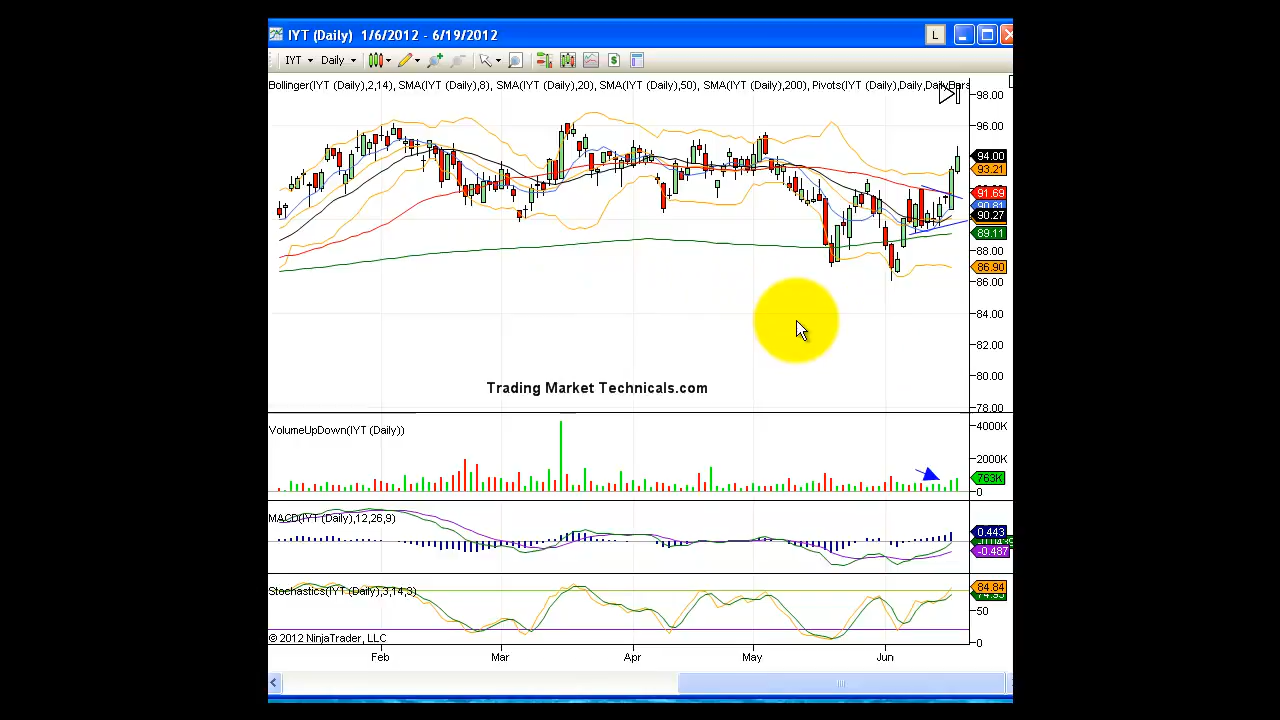 IYT (Daily) 1/6/2012 - 6/19/2012
L
IYT Daily
Bollinger(IYT (Daily),2,14), SMA(IYT (Daily),8), SMA(IYT (Daily),20), SMA(IYT (Daily),50), SMA(IYT (Daily),200), Pivots(IYT (Daily),Daily,DailyBars
98.00
96.00
94.00
93.21
91.69
90.81
90.27
89.11
88.00
86.90
86.00
84.00
82.00
80.00
78.00
Trading Market Technicals.com
VolumeUpDown(IYT (Daily))
4000K
2000K
763K
0
MACD(IYT (Daily),12,26,9)
0.443
-0.487
Stochastics(IYT (Daily),3,14,3)
84.84
74.95
50
0
© 2012 NinjaTrader, LLC
Feb Mar Apr May Jun